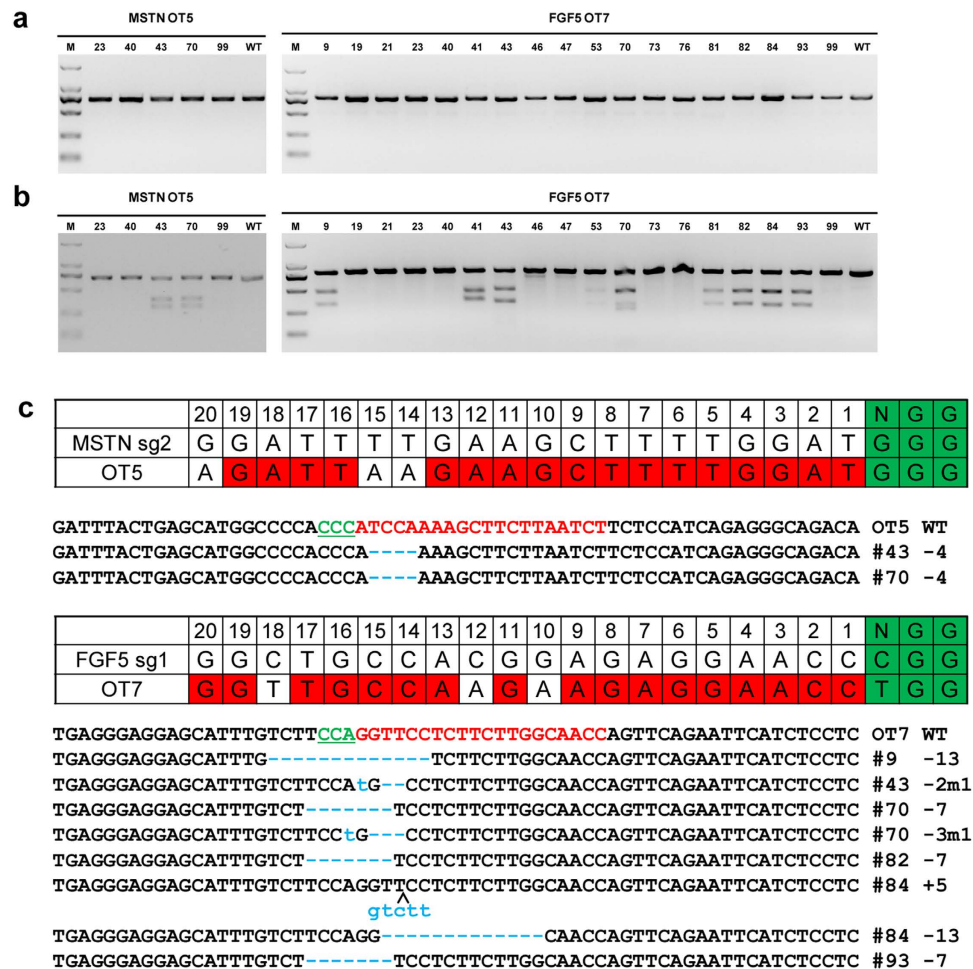 a
MSTN OT5
FGF5 OT7
M 23 40 43 70 99 WT
M 9 19 21 23 40 41 43 46 47 53 70 73 76 81 82 84 93 99 WT
b
MSTN OT5
FGF5 OT7
M 23 40 43 70 99 WT
M 9 19 21 23 40 41 43 46 47 53 70 73 76 81 82 84 93 99 WT
c
20 19 18 17 16 15 14 13 12 11 10 9 8 7 6 5 4 3 2 1 N G G
MSTN sg2 G G A T T T T G A A G C T T T T G G A T G G G
OT5 A G A T T A A G A A G C T T T T G G A T G G G
GATTTACTGAGCATGGCCCCACCCATCCAAAAGCTTCTTAATCTTCTCCATCAGAGGGCAGACA OT5 WT
GATTTACTGAGCATGGCCCCACCCA----AAAGCTTCTTAATCTTCTCCATCAGAGGGCAGACA #43 -4
GATTTACTGAGCATGGCCCCACCCA----AAAGCTTCTTAATCTTCTCCATCAGAGGGCAGACA #70 -4
20 19 18 17 16 15 14 13 12 11 10 9 8 7 6 5 4 3 2 1 N G G
FGF5 sg1 G G C T G C C A C G G A G A G G A A C C C G G
OT7 G G T T G C C A A G A A G A G G A A C C T G G
TGAGGGAGGAGCATTTGTCTTCCAGGTTCCTCTTCTTGGCAACCAGTTCAGAATTCATCTCCTC OT7 WT
TGAGGGAGGAGCATTTG-------------TCTTCTTGGCAACCAGTTCAGAATTCATCTCCTC #9 -13
TGAGGGAGGAGCATTTGTCTTCCAtG--CCTCTTCTTGGCAACCAGTTCAGAATTCATCTCCTC #43 -2m1
TGAGGGAGGAGCATTTGTCT-------TCCTCTTCTTGGCAACCAGTTCAGAATTCATCTCCTC #70 -7
TGAGGGAGGAGCATTTGTCTTCCtG---CCTCTTCTTGGCAACCAGTTCAGAATTCATCTCCTC #70 -3m1
TGAGGGAGGAGCATTTGTCT-------TCCTCTTCTTGGCAACCAGTTCAGAATTCATCTCCTC #82 -7
TGAGGGAGGAGCATTTGTCTTCCAGGTTCCTCTTCTTGGCAACCAGTTCAGAATTCATCTCCTC #84 +5
^
gtctt
TGAGGGAGGAGCATTTGTCTTCCAGG-------------CAACCAGTTCAGAATTCATCTCCTC #84 -13
TGAGGGAGGAGCATTTGTCT-------TCCTCTTCTTGGCAACCAGTTCAGAATTCATCTCCTC #93 -7